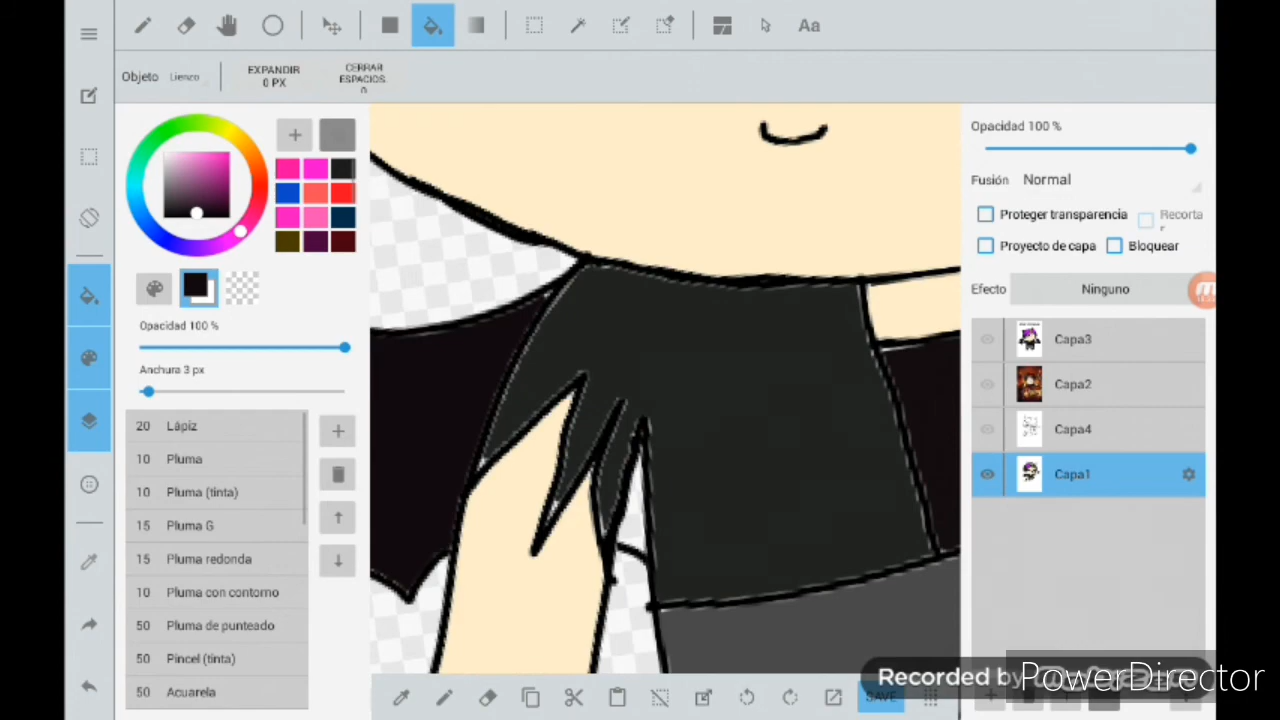 Aa
Objeto Lienzo
EXPANDIR
0 PX
CERRAR
ESPACIOS.
0
Opacidad 100 %
Fusión Normal
Proteger transparencia
Recorta
r
Proyecto de capa
Bloquear
Efecto Ninguno
Capa3
Capa2
Capa4
Capa1
Opacidad 100 %
Anchura 3 px
20 Lápiz
10 Pluma
10 Pluma (tinta)
15 Pluma G
15 Pluma redonda
10 Pluma con contorno
50 Pluma de punteado
50 Pincel (tinta)
50 Acuarela
SAVE
Recorded by
PowerDirector